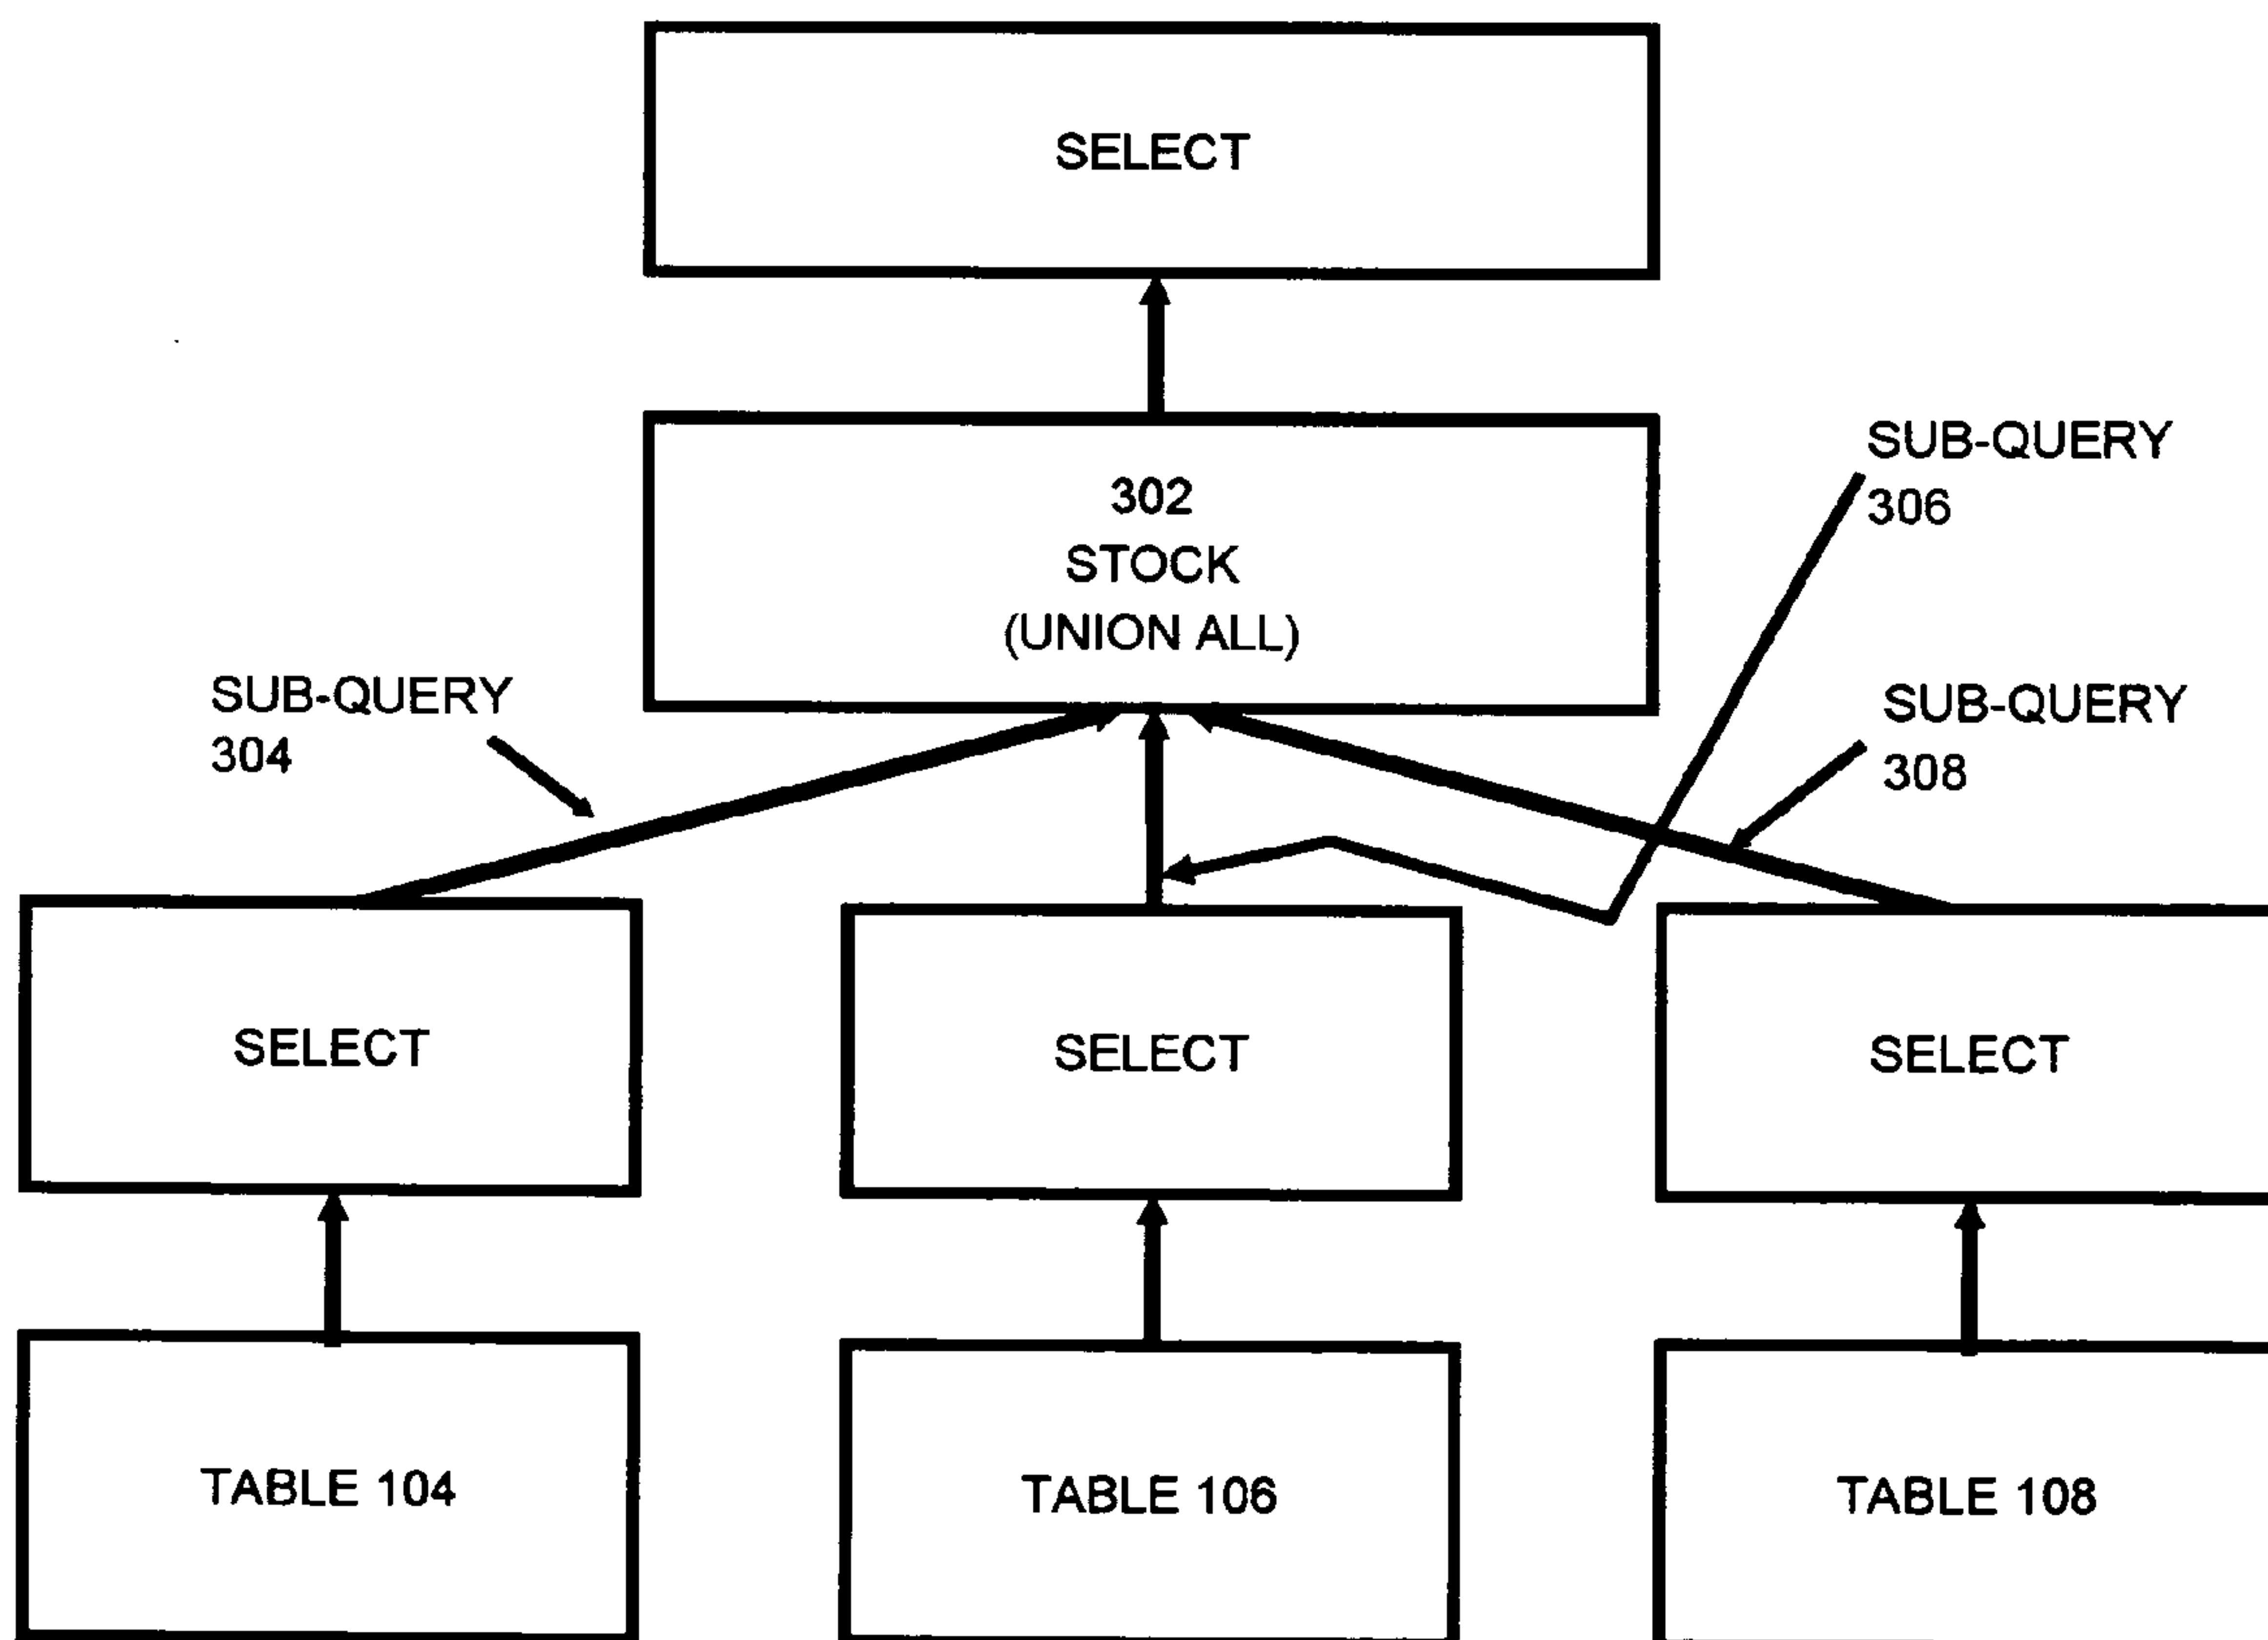 SELECT
302
STOCK
(UNION ALL)
SUB-QUERY
306
SUB-QUERY
304
SUB-QUERY
308
SELECT
SELECT
SELECT
TABLE 104
TABLE 106
TABLE 108